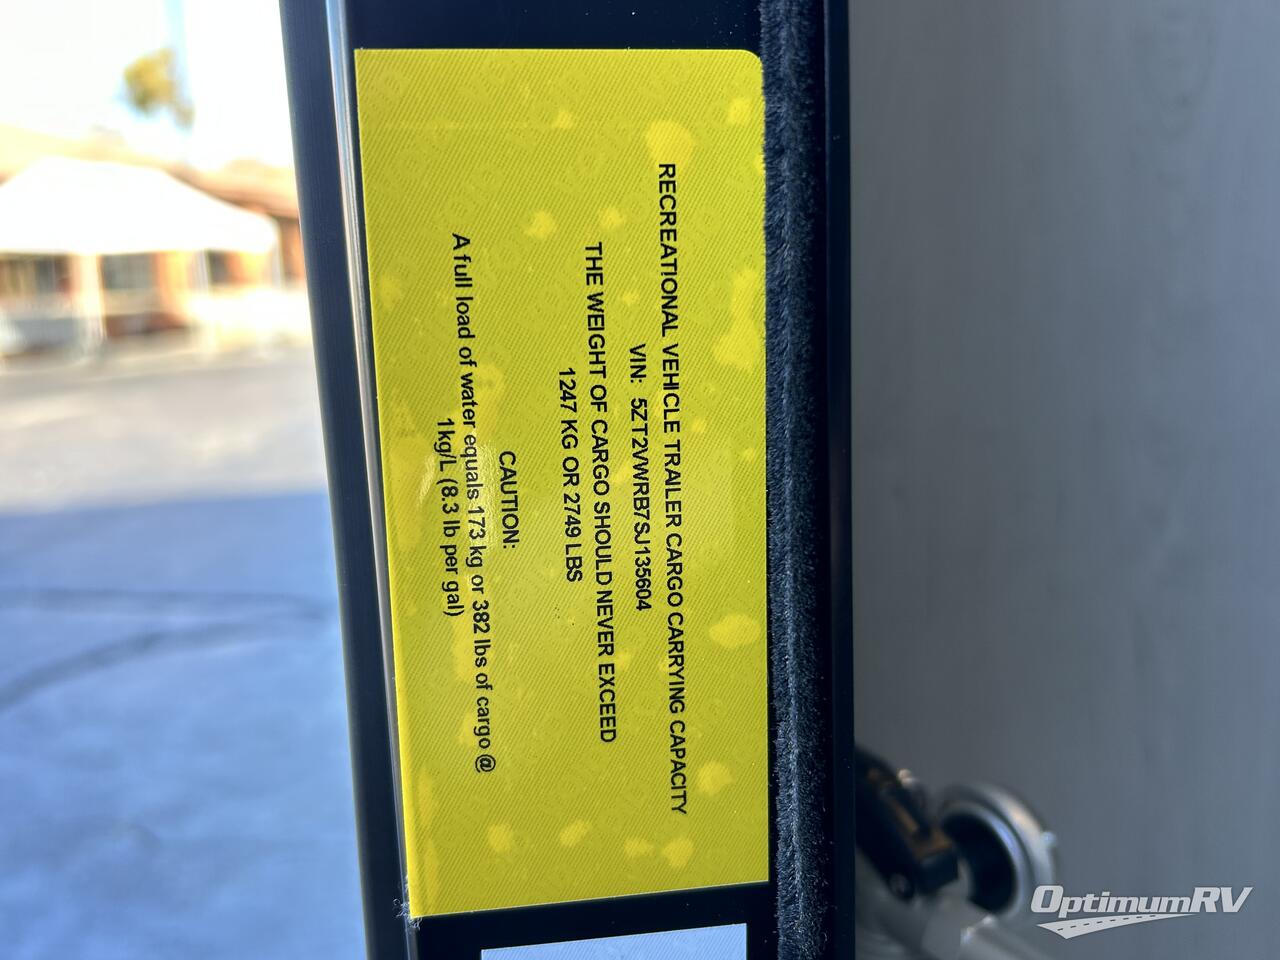 RECREATIONAL VEHICLE TRAILER CARGO CARRYING CAPACITY
VIN: 5ZT2VWRB7SJ135604
THE WEIGHT OF CARGO SHOULD NEVER EXCEED
1247 KG OR 2749 LBS
CAUTION:
A full load of water equals 173 kg or 382 lbs of cargo @
1kg/L (8.3 lb per gal)
OPTIMUMRV